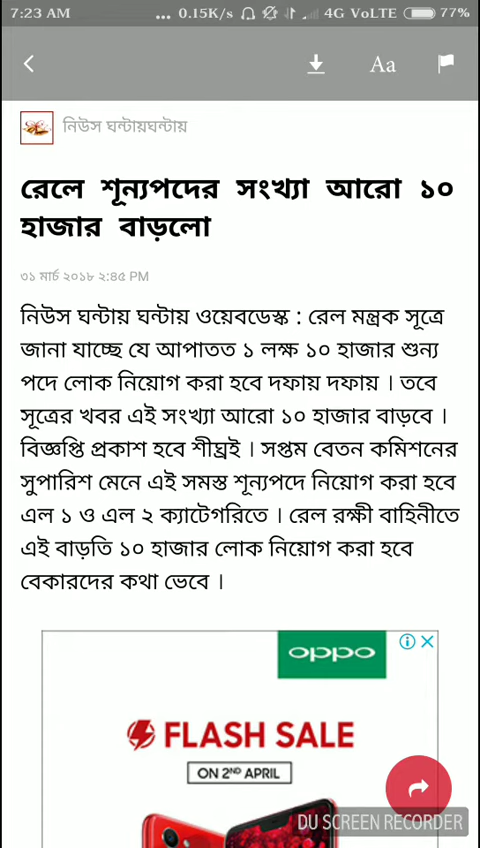 7:23 AM ... 0.15K/s 4G VoLTE 77%
Aa
নিউস ঘন্টায়ঘন্টায়
রেলে শূন্যপদের সংখ্যা আরো ১০
হাজার বাড়লো
৩১ মার্চ ২০১৮ ২:৪৫ PM
নিউস ঘন্টায় ঘন্টায় ওয়েবডেস্ক : রেল মন্ত্রক সূত্রে
জানা যাচ্ছে যে আপাতত ১ লক্ষ ১০ হাজার শুন্য
পদে লোক নিয়োগ করা হবে দফায় দফায় । তবে
সূত্রের খবর এই সংখ্যা আরো ১০ হাজার বাড়বে ।
বিজ্ঞপ্তি প্রকাশ হবে শীঘ্রই । সপ্তম বেতন কমিশনের
সুপারিশ মেনে এই সমস্ত শূন্যপদে নিয়োগ করা হবে
এল ১ ও এল ২ ক্যাটেগরিতে । রেল রক্ষী বাহিনীতে
এই বাড়তি ১০ হাজার লোক নিয়োগ করা হবে
বেকারদের কথা ভেবে ।
oppo
FLASH SALE
ON 2ND APRIL
DU SCREEN RECORDER